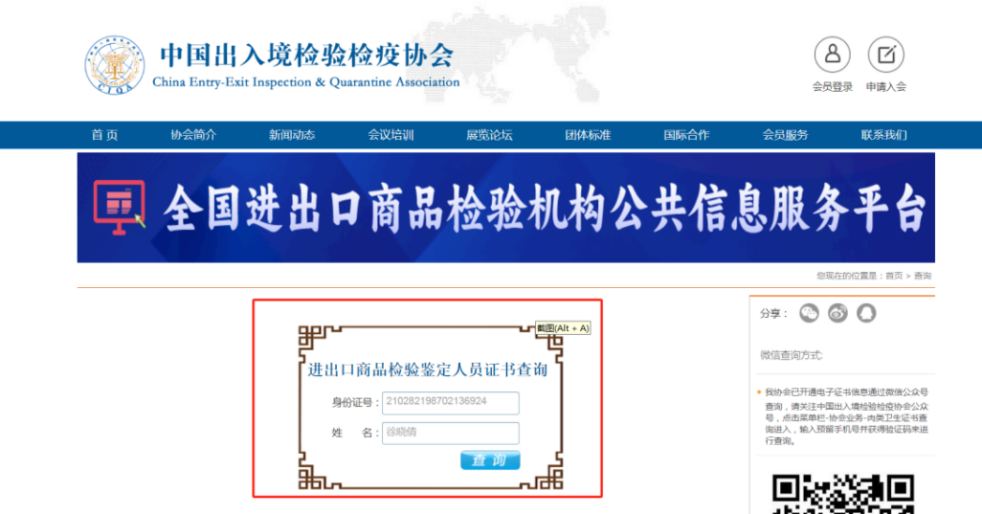 中国出入境检验检疫协会
China Entry-Exit Inspection & Quarantine Association
CIQA
会员登录 申请入会
首 页 协会简介 新闻动态 会议培训 展览论坛 团体标准 国际合作 会员服务 联系我们
全国进出口商品检验机构公共信息服务平台
您现在的位置是：首页 > 查询
截图(Alt + A)
进出口商品检验鉴定人员证书查询
身份证号： 210282198702136924
姓 名： 徐晓倩
查 询
分享：
微信查询方式:
我协会已开通电子证书信息通过微信公众号
查询，请关注中国出入境检验检疫协会公众
号，点击菜单栏-协会业务-肉类卫生证书查
询进入，输入预留手机号并获得验证码来进
行查询。